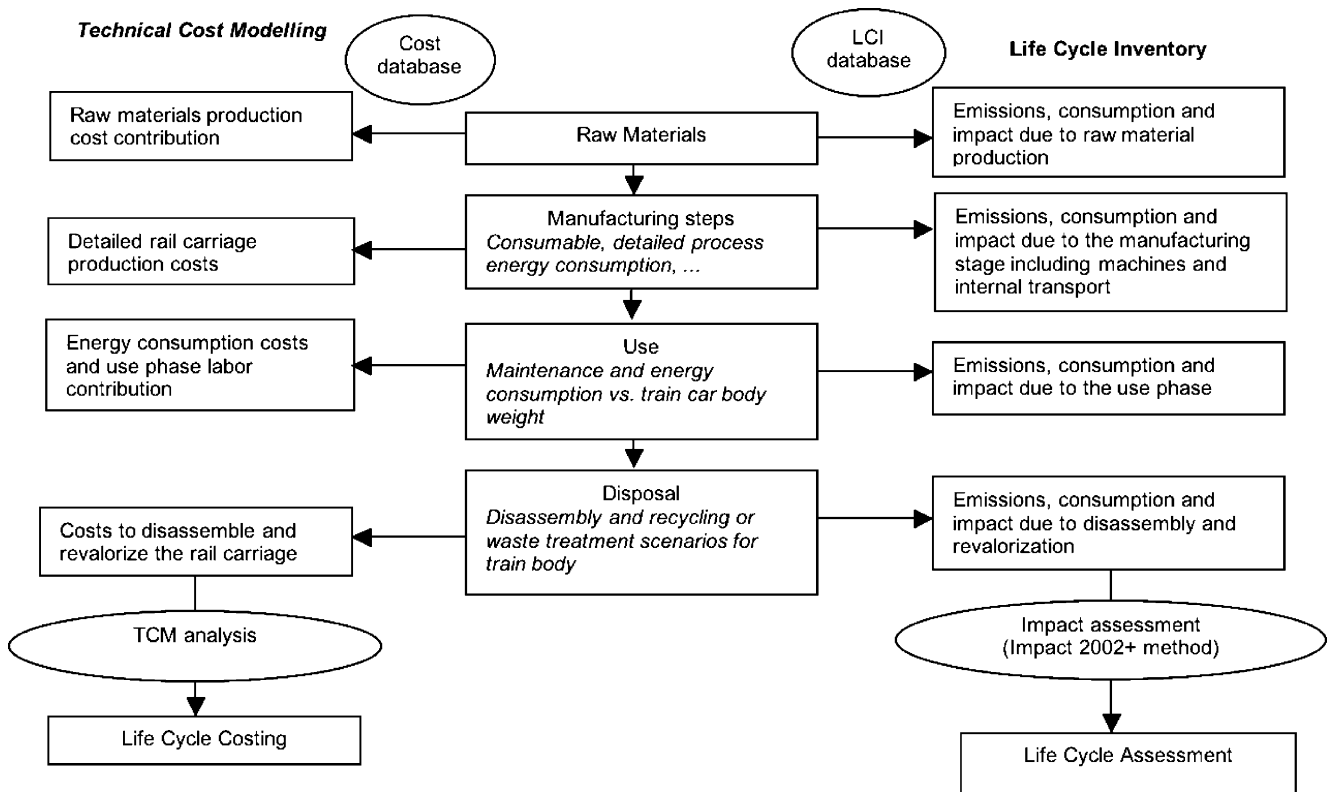 Technical Cost Modelling
Cost
database
LCI
database
Life Cycle Inventory
Raw materials production
cost contribution
Raw Materials
Emissions, consumption and
impact due to raw material
production
Detailed rail carriage
production costs
Manufacturing steps
Consumable, detailed process
energy consumption, ...
Emissions, consumption and
impact due to the manufacturing
stage including machines and
internal transport
Energy consumption costs
and use phase labor
contribution
Use
Maintenance and energy
consumption vs. train car body
weight
Emissions, consumption and
impact due to the use phase.
Costs to disassemble and
revalorize the rail carriage
Disposal
Disassembly and recycling or
waste treatment scenarios for
train body
Emissions, consumption and
impact due to disassembly and
revalorization
TCM analysis
Impact assessment
(Impact 2002+ method)
Life Cycle Costing
Life Cycle Assessment